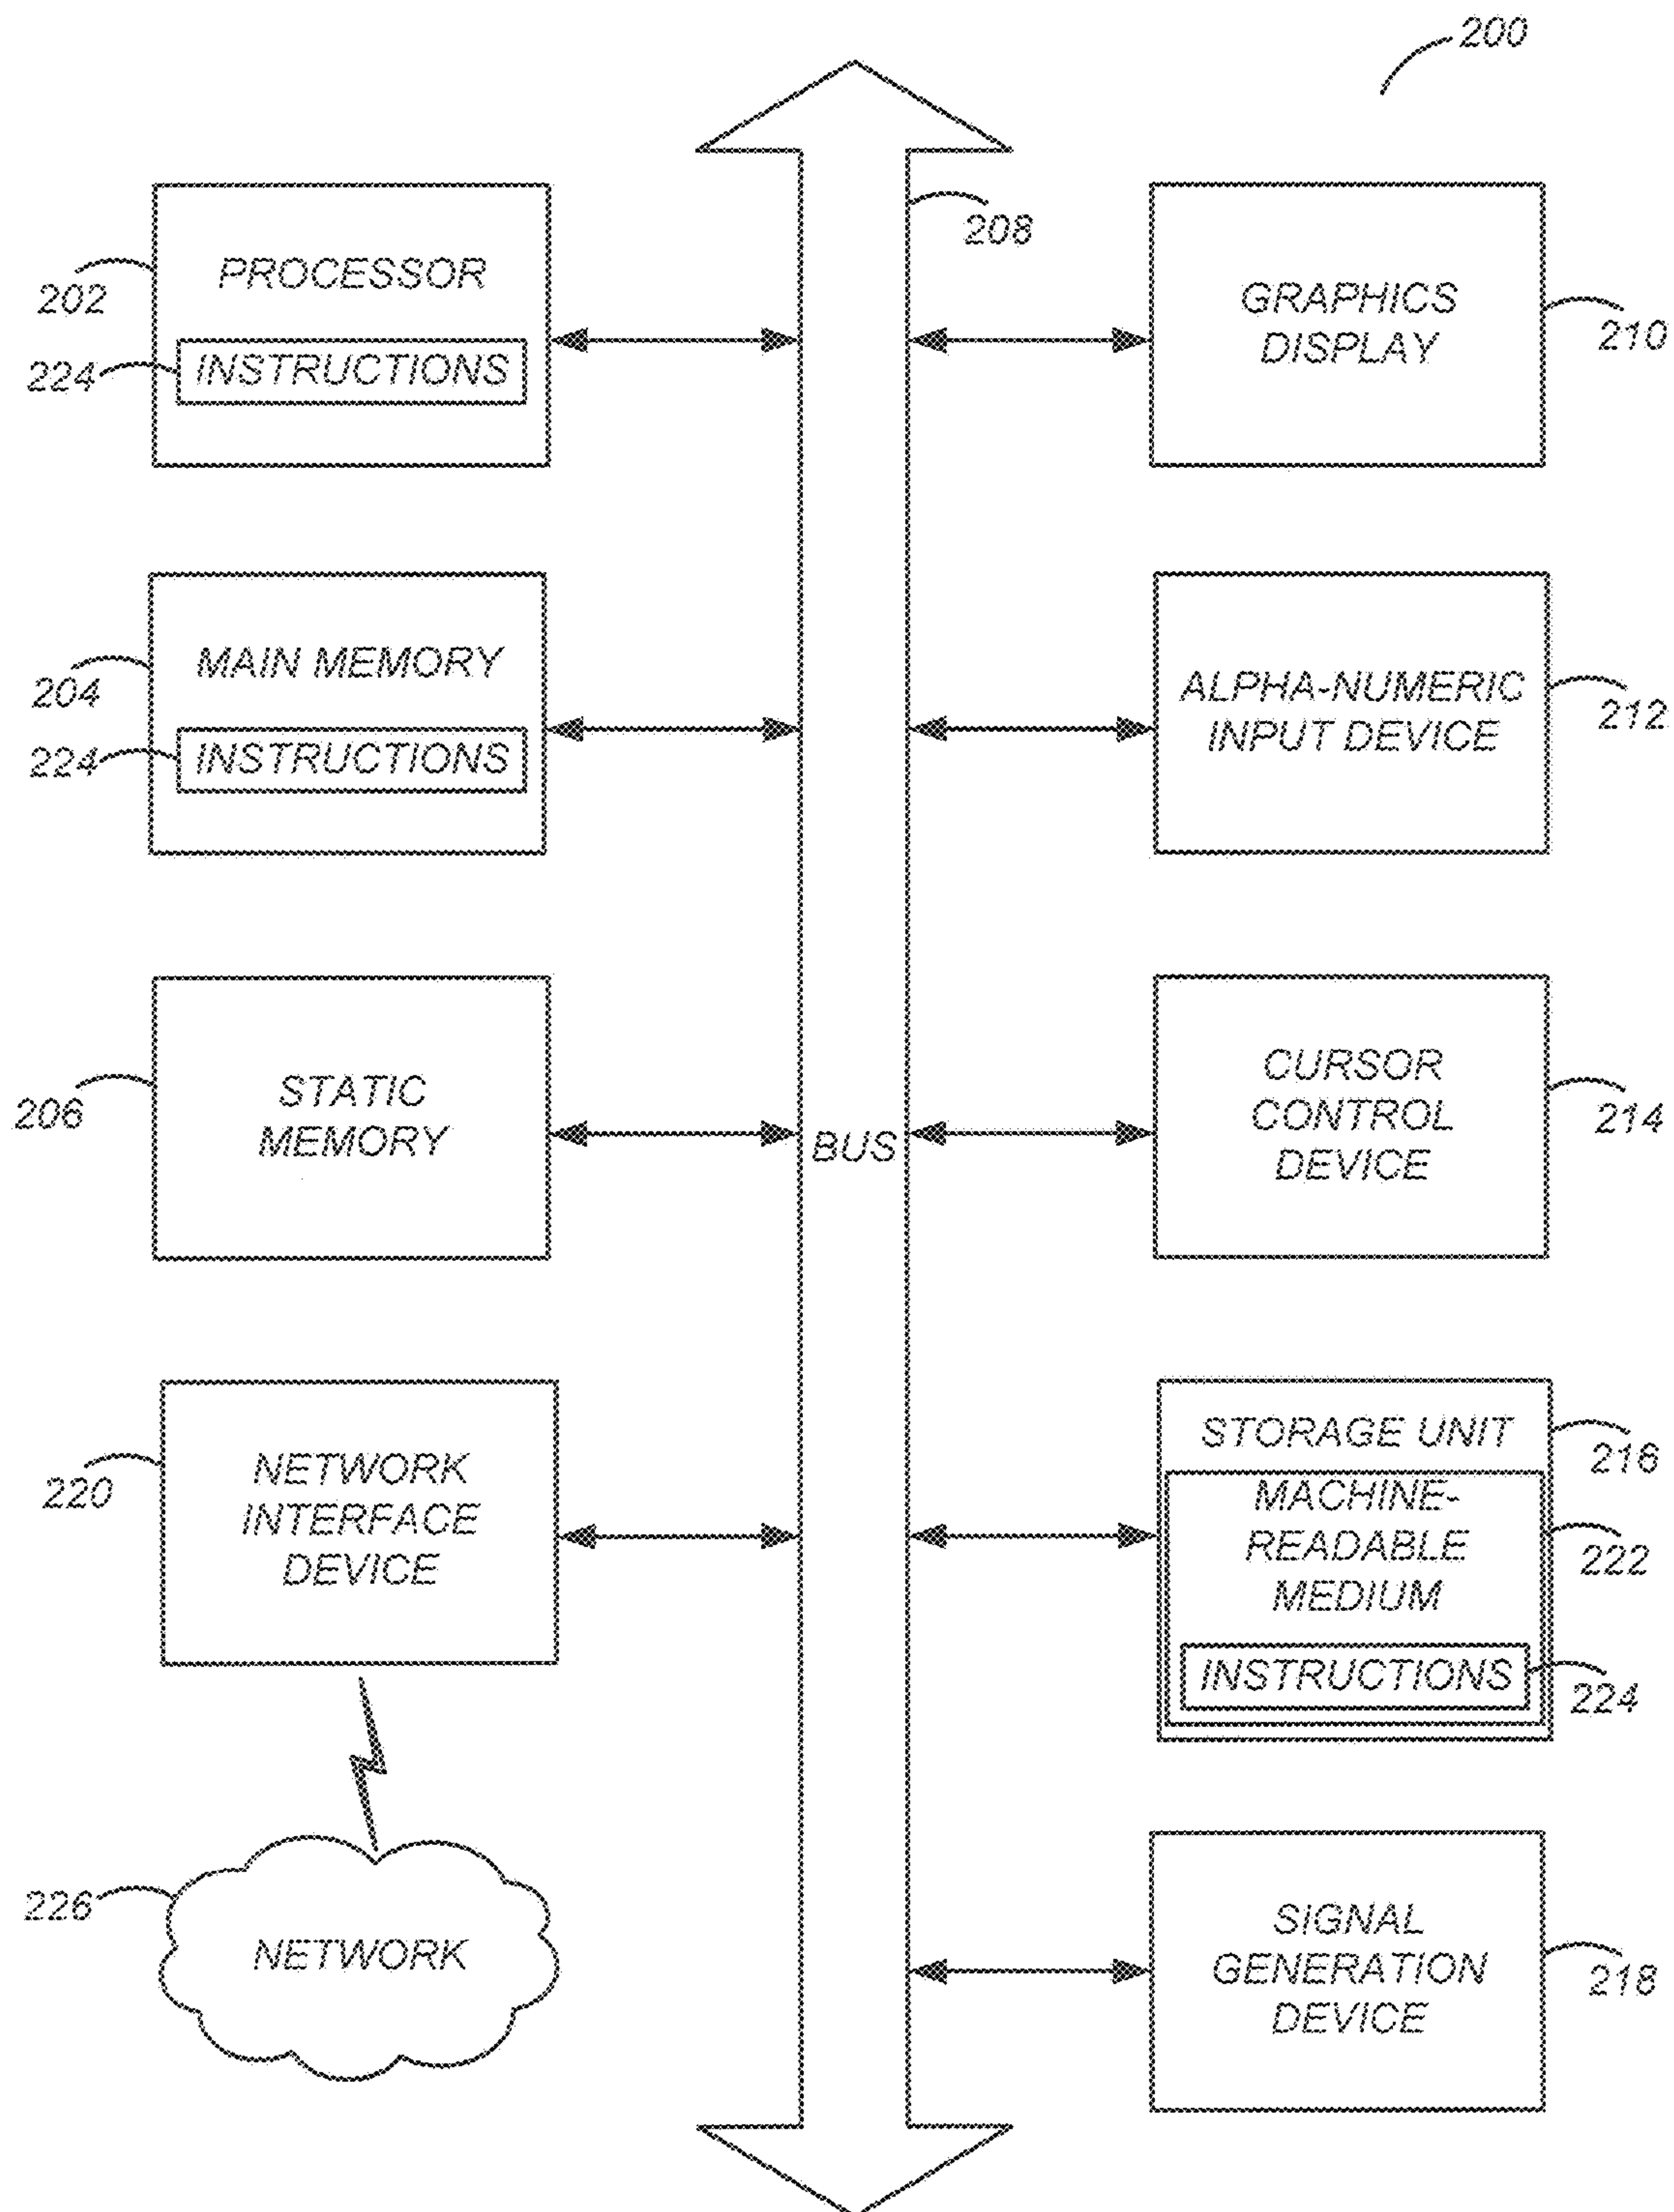 200
208
PROCESSOR
202
224
INSTRUCTIONS
GRAPHICS
DISPLAY
210
MAIN MEMORY
204
224
INSTRUCTIONS
ALPHA-NUMERIC
INPUT DEVICE
212
STATIC
MEMORY
206
BUS
CURSOR
CONTROL
DEVICE
214
NETWORK
INTERFACE
DEVICE
220
STORAGE UNIT
216
MACHINE-
READABLE
MEDIUM
222
INSTRUCTIONS
224
226
NETWORK
SIGNAL
GENERATION
DEVICE
218